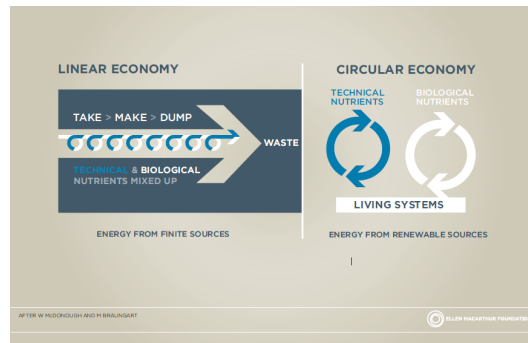 LINEAR ECONOMY
TAKE > MAKE > DUMP
WASTE
TECHNICAL & BIOLOGICAL
NUTRIENTS MIXED UP
ENERGY FROM FINITE SOURCES
CIRCULAR ECONOMY
TECHNICAL
NUTRIENTS
BIOLOGICAL
NUTRIENTS
LIVING SYSTEMS
ENERGY FROM RENEWABLE SOURCES
AFTER W McDONOUGH AND M BRAUNGART
ELLEN MACARTHUR FOUNDATIO